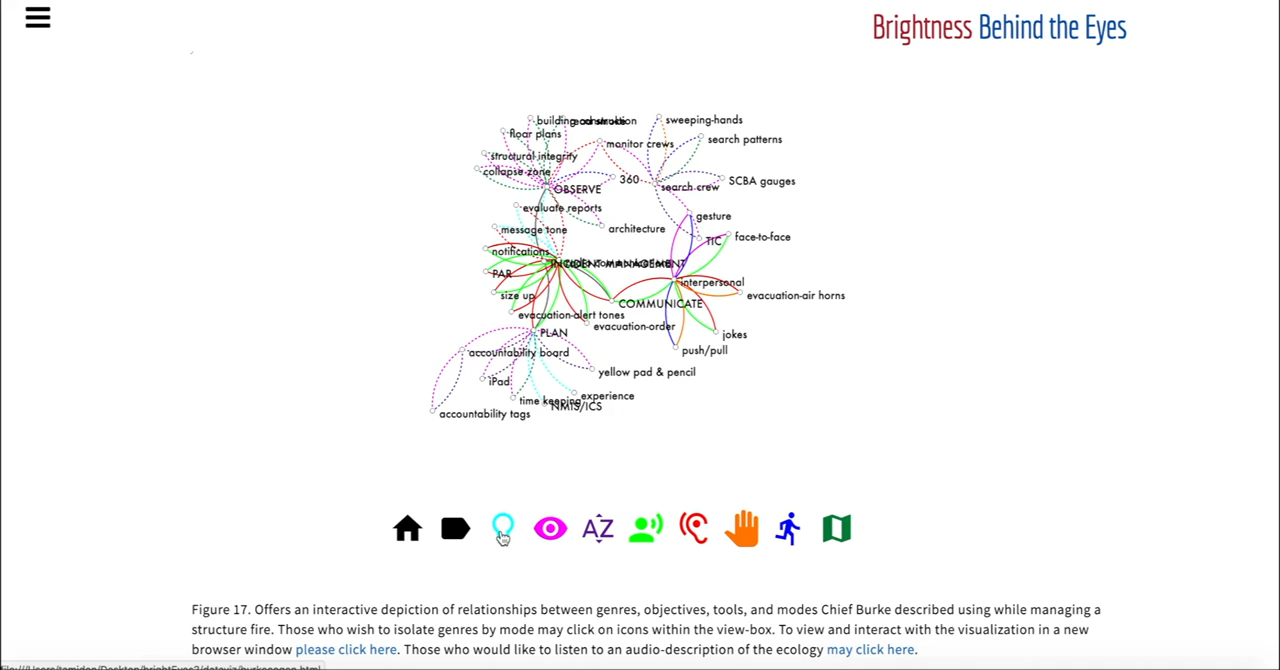 Brightness Behind the Eyes
building construction
sweeping-hands
floor plans
search patterns
monitor crews
structural integrity
collapse zone
360
SCBA gauges
OBSERVE
search crew
evaluate reports
gesture
message tone
architecture
TIC
face-to-face
notifications
INCIDENT MANAGEMENT
PAR
interpersonal
size up
evacuation-air horns
COMMUNICATE
evacuation-alert tones
evacuation-order
PLAN
jokes
push/pull
accountability board
yellow pad & pencil
iPad
experience
time keeping
NMIS/ICS
accountability tags
AZ
Figure 17. Offers an interactive depiction of relationships between genres, objectives, tools, and modes Chief Burke described using while managing a
structure fire. Those who wish to isolate genres by mode may click on icons within the view-box. To view and interact with the visualization in a new
browser window please click here. Those who would like to listen to an audio-description of the ecology may click here.